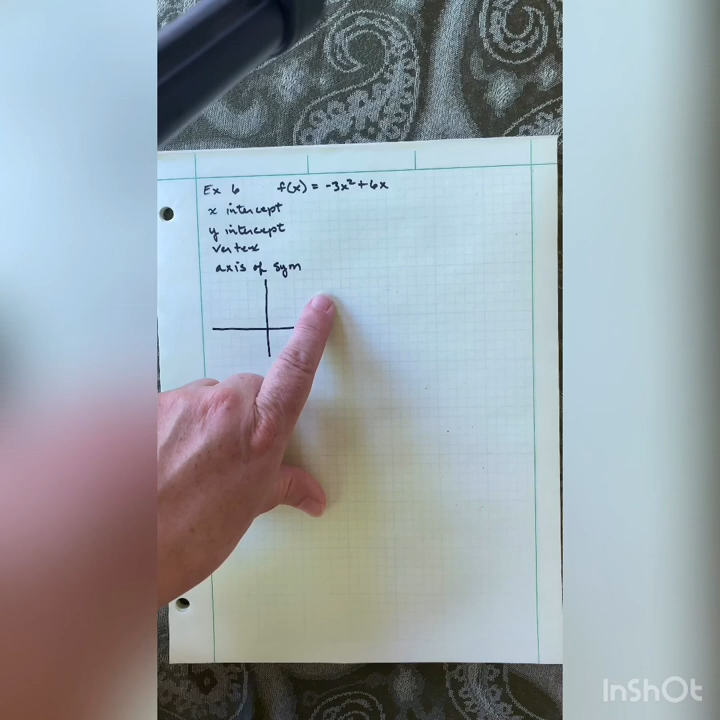 Ex 6 f(x) = -3x² + 6x
x intercept
y intercept
vertex
axis of sym
InShOt